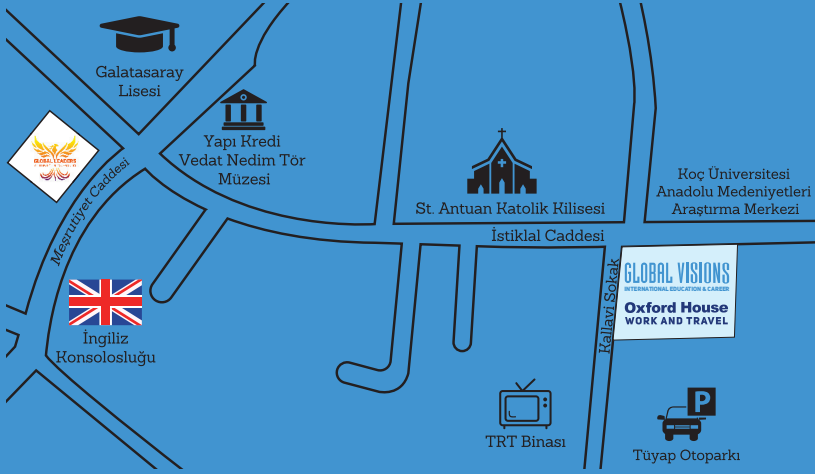 Galatasaray
Lisesi
GLOBAL LEADERS
Meşrutiyet Caddesi
Yapı Kredi
Vedat Nedim Tör
Müzesi
St. Antuan Katolik Kilisesi
Koç Üniversitesi
Anadolu Medeniyetleri
Araştırma Merkezi
İstiklal Caddesi
Kallavi Sokak
GLOBAL VISIONS
INTERNATIONAL EDUCATION & CAREER
Oxford House
WORK AND TRAVEL
İngiliz
Konsolosluğu
TRT Binası
P
Tüyap Otoparkı